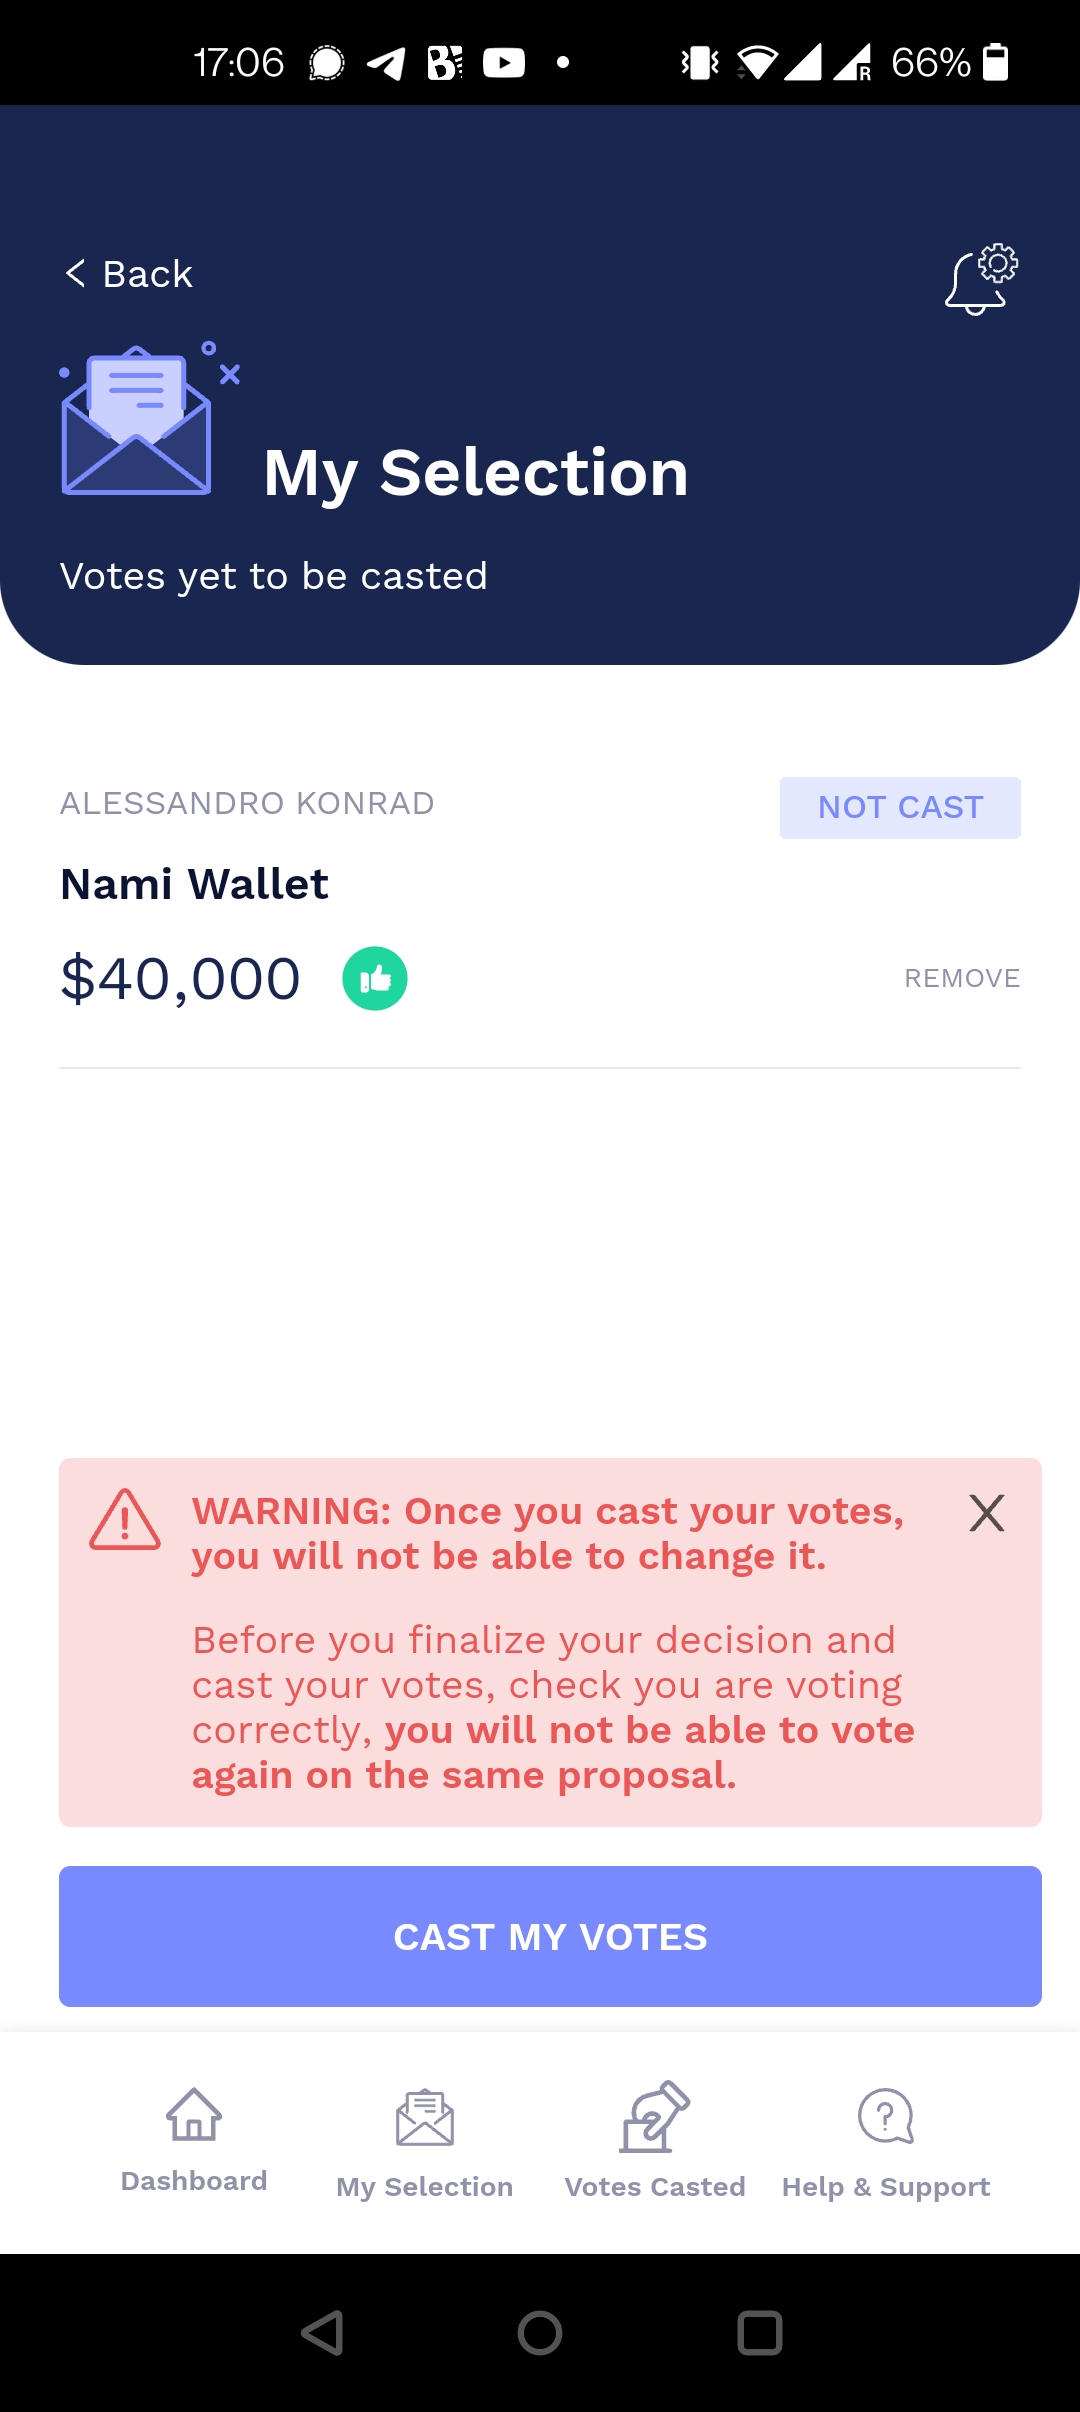 17:06
R 66%
Back
My Selection
Votes yet to be casted
ALESSANDRO KONRAD
NOT CAST
Nami Wallet
$40,000
REMOVE
WARNING: Once you cast your votes,
you will not be able to change it.
Before you finalize your decision and
cast your votes, check you are voting
correctly, you will not be able to vote
again on the same proposal.
CAST MY VOTES
Dashboard
My Selection
Votes Casted
Help & Support